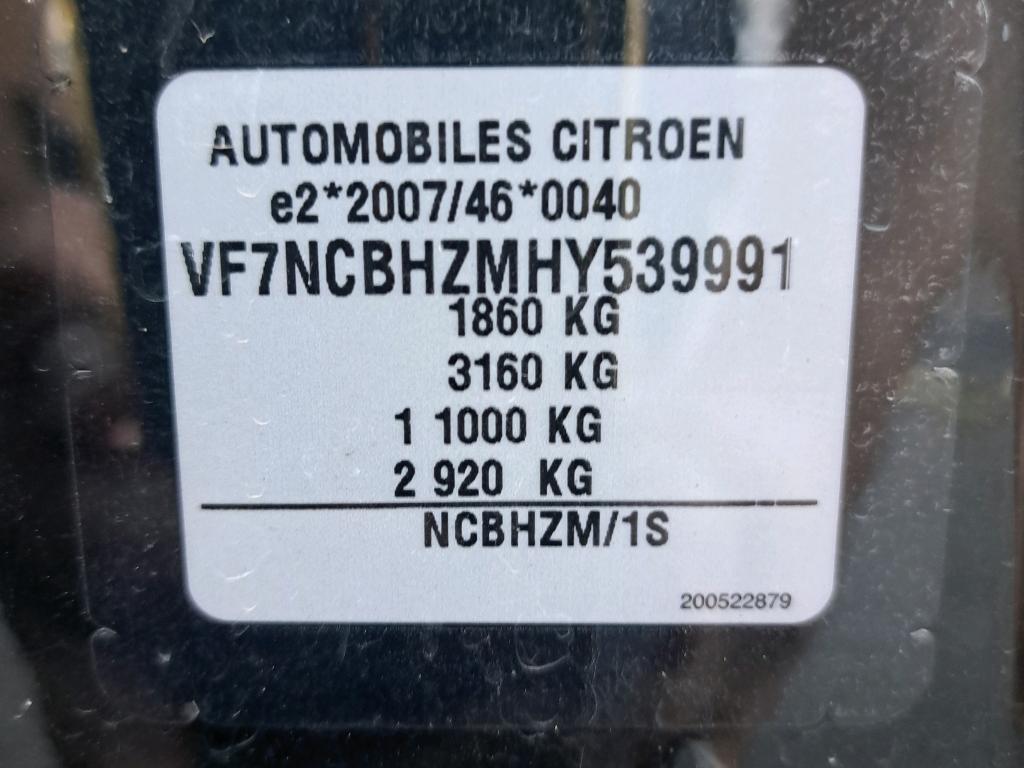 AUTOMOBILES CITROEN
e2*2007/46*0040
VF7NCBHZMHY539991
1860 KG
3160 KG
1 1000 KG
2 920 KG
NCBHZM/1S
200522879